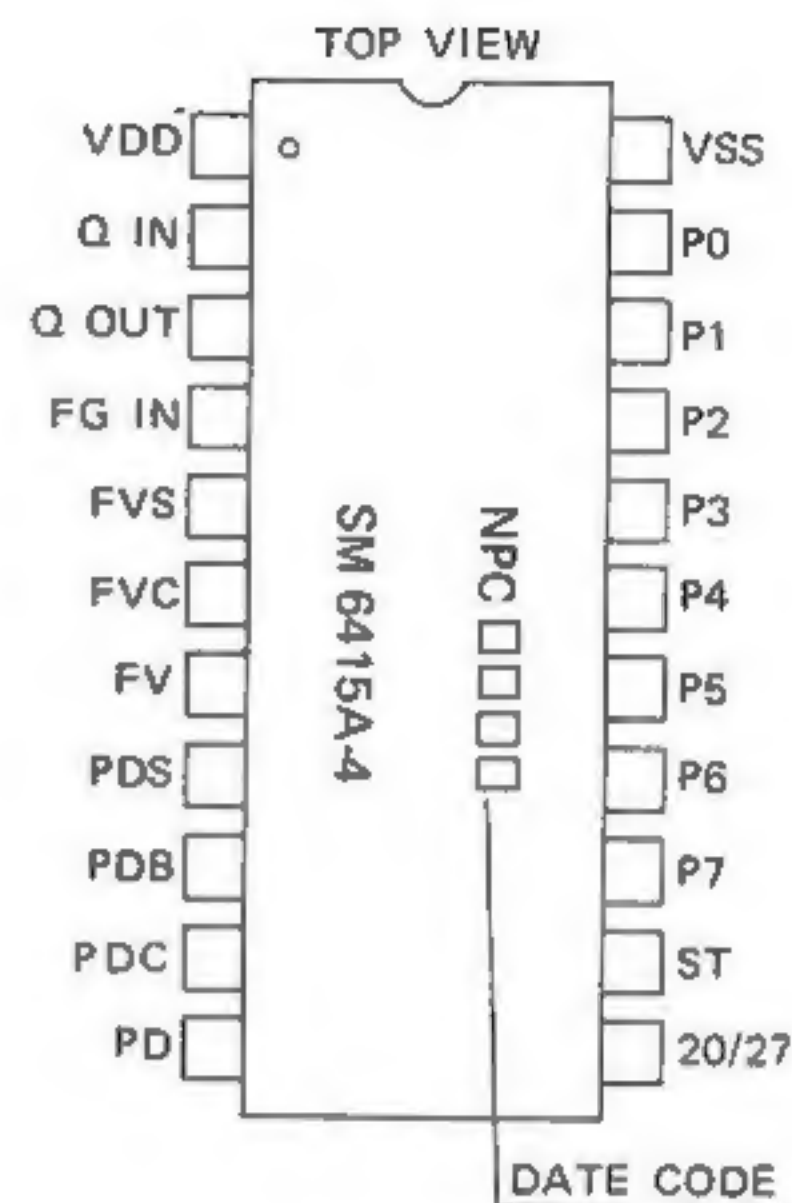 TOP VIEW
VDD
VSS
Q IN
P0
Q OUT
P1
FG IN
P2
FVS
P3
FVC
P4
FV
P5
PDS
P6
PDB
P7
PDC
ST
PD
20/27
SM 6415A-4
NPC
DATE CODE